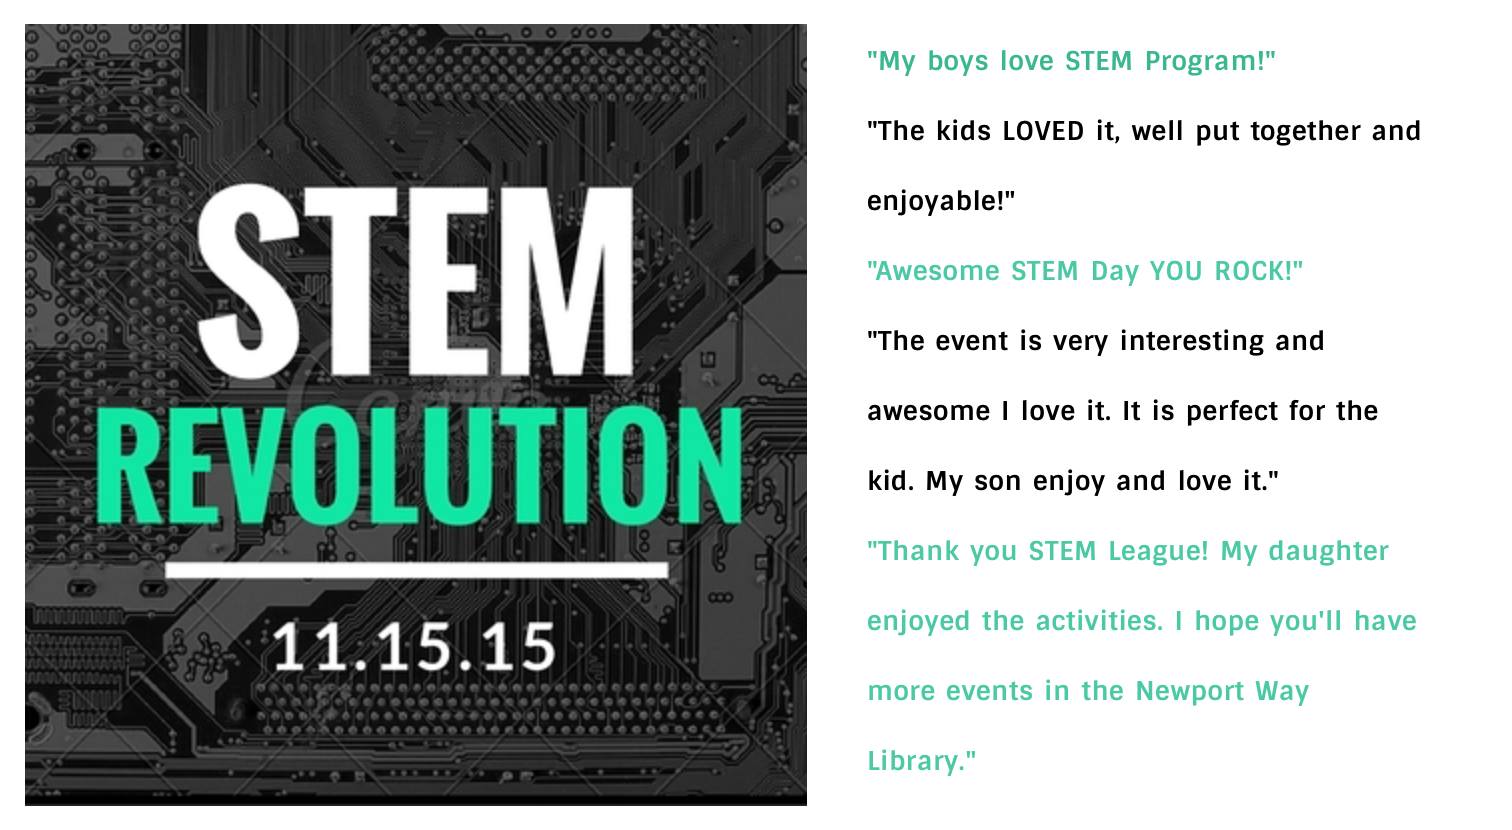 STEM
REVOLUTION
11.15.15
"My boys love STEM Program!"
"The kids LOVED it, well put together and
enjoyable!"
"Awesome STEM Day YOU ROCK!"
"The event is very interesting and
awesome I love it. It is perfect for the
kid. My son enjoy and love it."
"Thank you STEM League! My daughter
enjoyed the activities. I hope you'll have
more events in the Newport Way
Library."